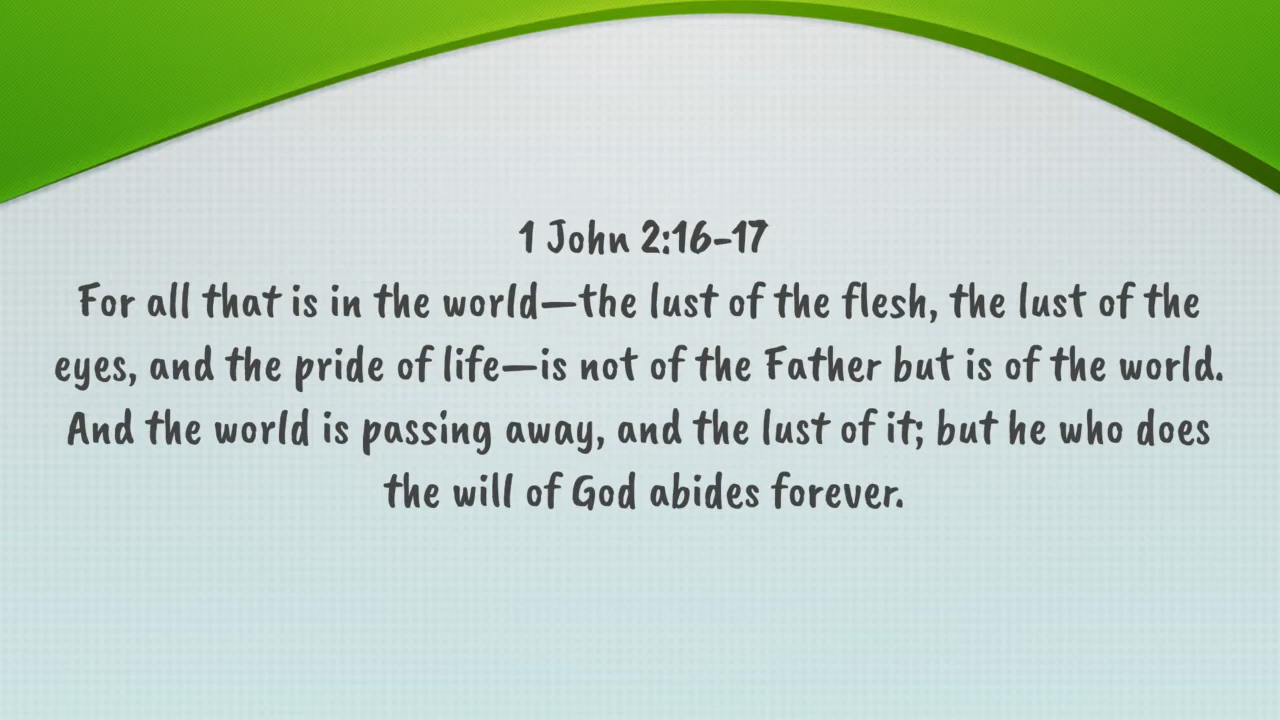 1 John 2:16-17
For all that is in the world—the lust of the flesh, the lust of the
eyes, and the pride of life—is not of the Father but is of the world.
And the world is passing away, and the lust of it; but he who does
the will of God abides forever.